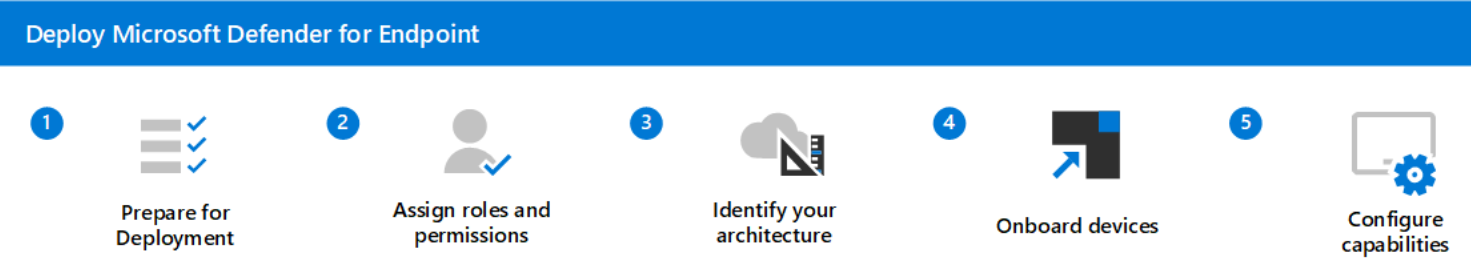 Deploy Microsoft Defender for Endpoint
1
Prepare for
Deployment
2
Assign roles and
permissions
3
Identify your
architecture
4
Onboard devices
5
Configure
capabilities